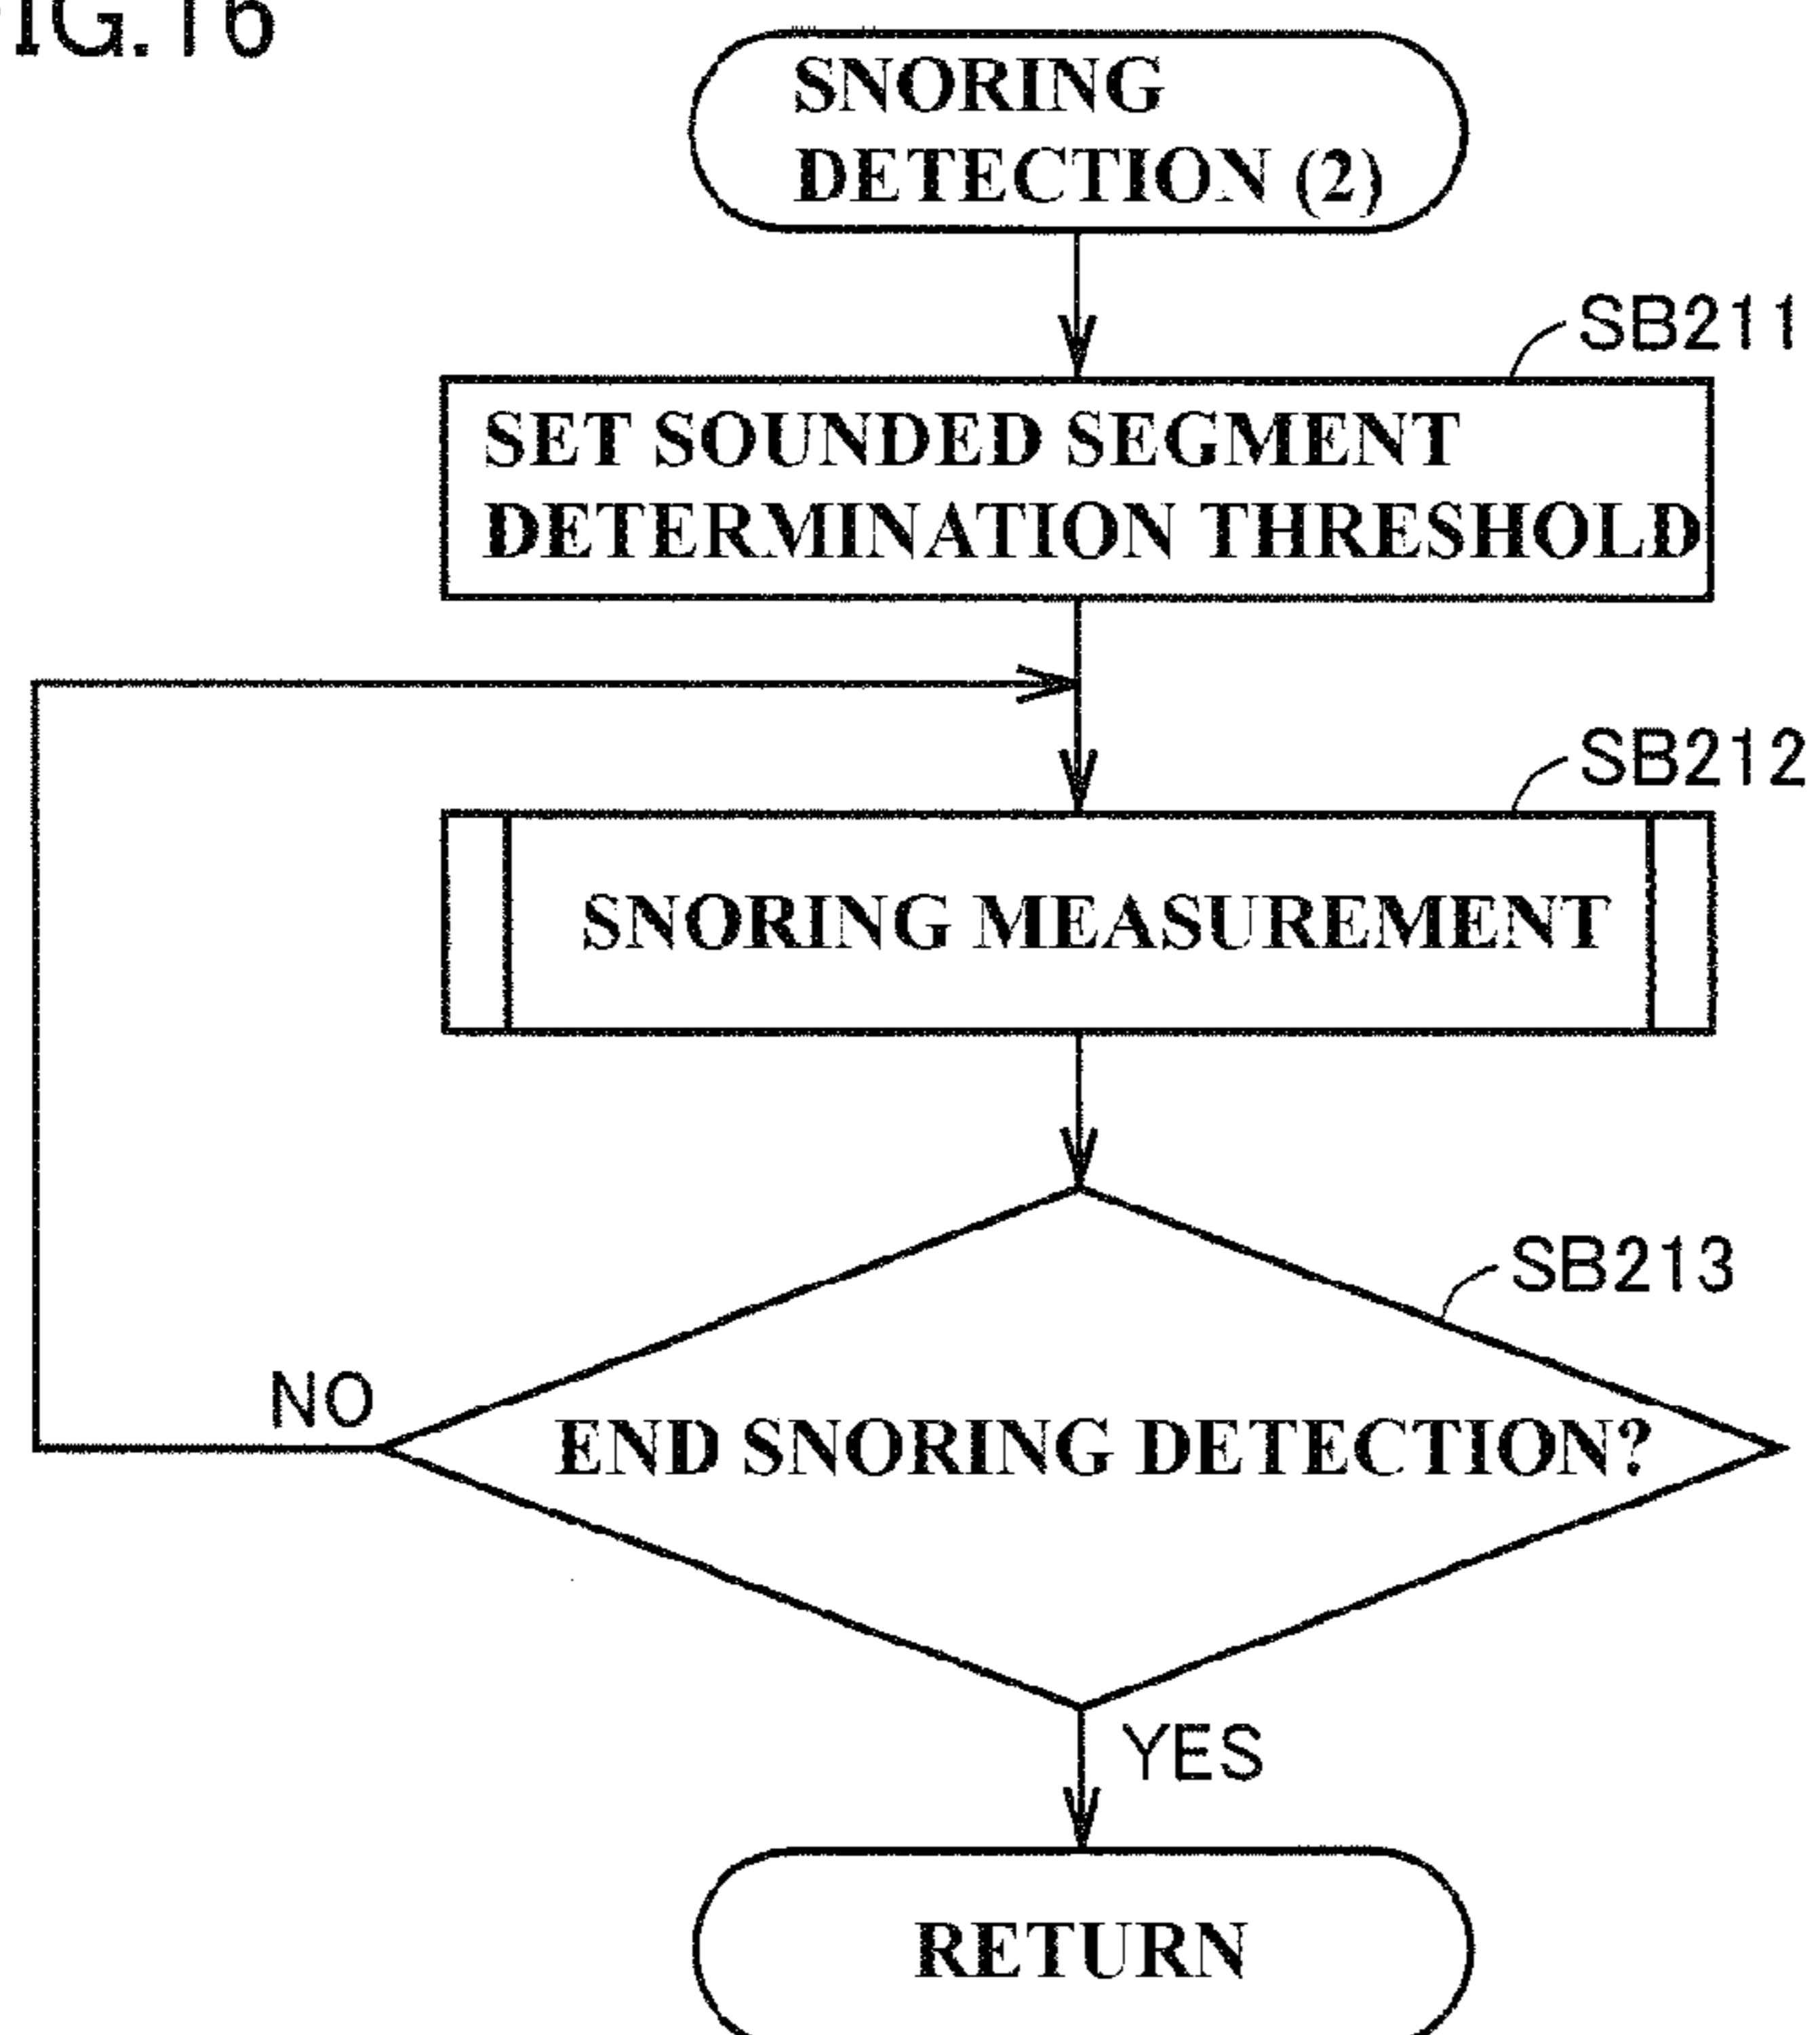 FIG.16
SNORING
DETECTION (2)
SB211
SET SOUNDED SEGMENT
DETERMINATION THRESHOLD
SB212
SNORING MEASUREMENT
SB213
NO
END SNORING DETECTION?
YES
RETURN